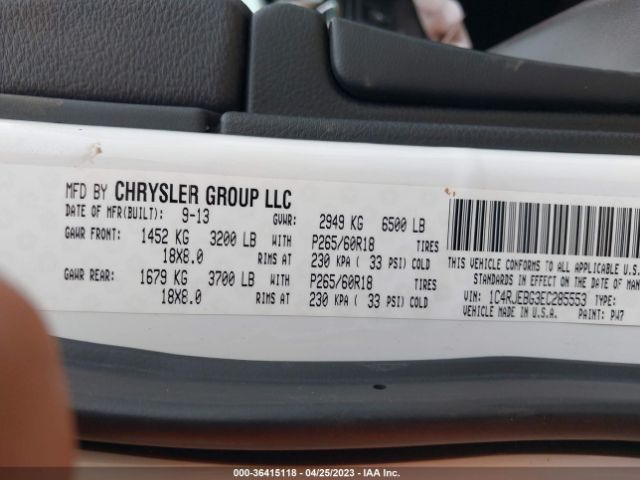 MFD BY CHRYSLER GROUP LLC
DATE OF MFR(BUILT): 9-13 GVWR: 2949 KG 6500 LB
GAWR FRONT: 1452 KG 3200 LB WITH P265/60R18 TIRES
18X8.0 RIMS AT 230 KPA ( 33 PSI) COLD
GAWR REAR: 1679 KG 3700 LB WITH P265/60R18 TIRES
18X8.0 RIMS AT 230 KPA ( 33 PSI) COLD
THIS VEHICLE CONFORMS TO ALL APPLICABLE U.S.
STANDARDS IN EFFECT ON THE DATE OF MAN
VIN: 1C4RJEBG3EC285553 TYPE:
VEHICLE MADE IN U.S.A. PAINT: PW7
000-36415118 - 04/25/2023 - IAA Inc.